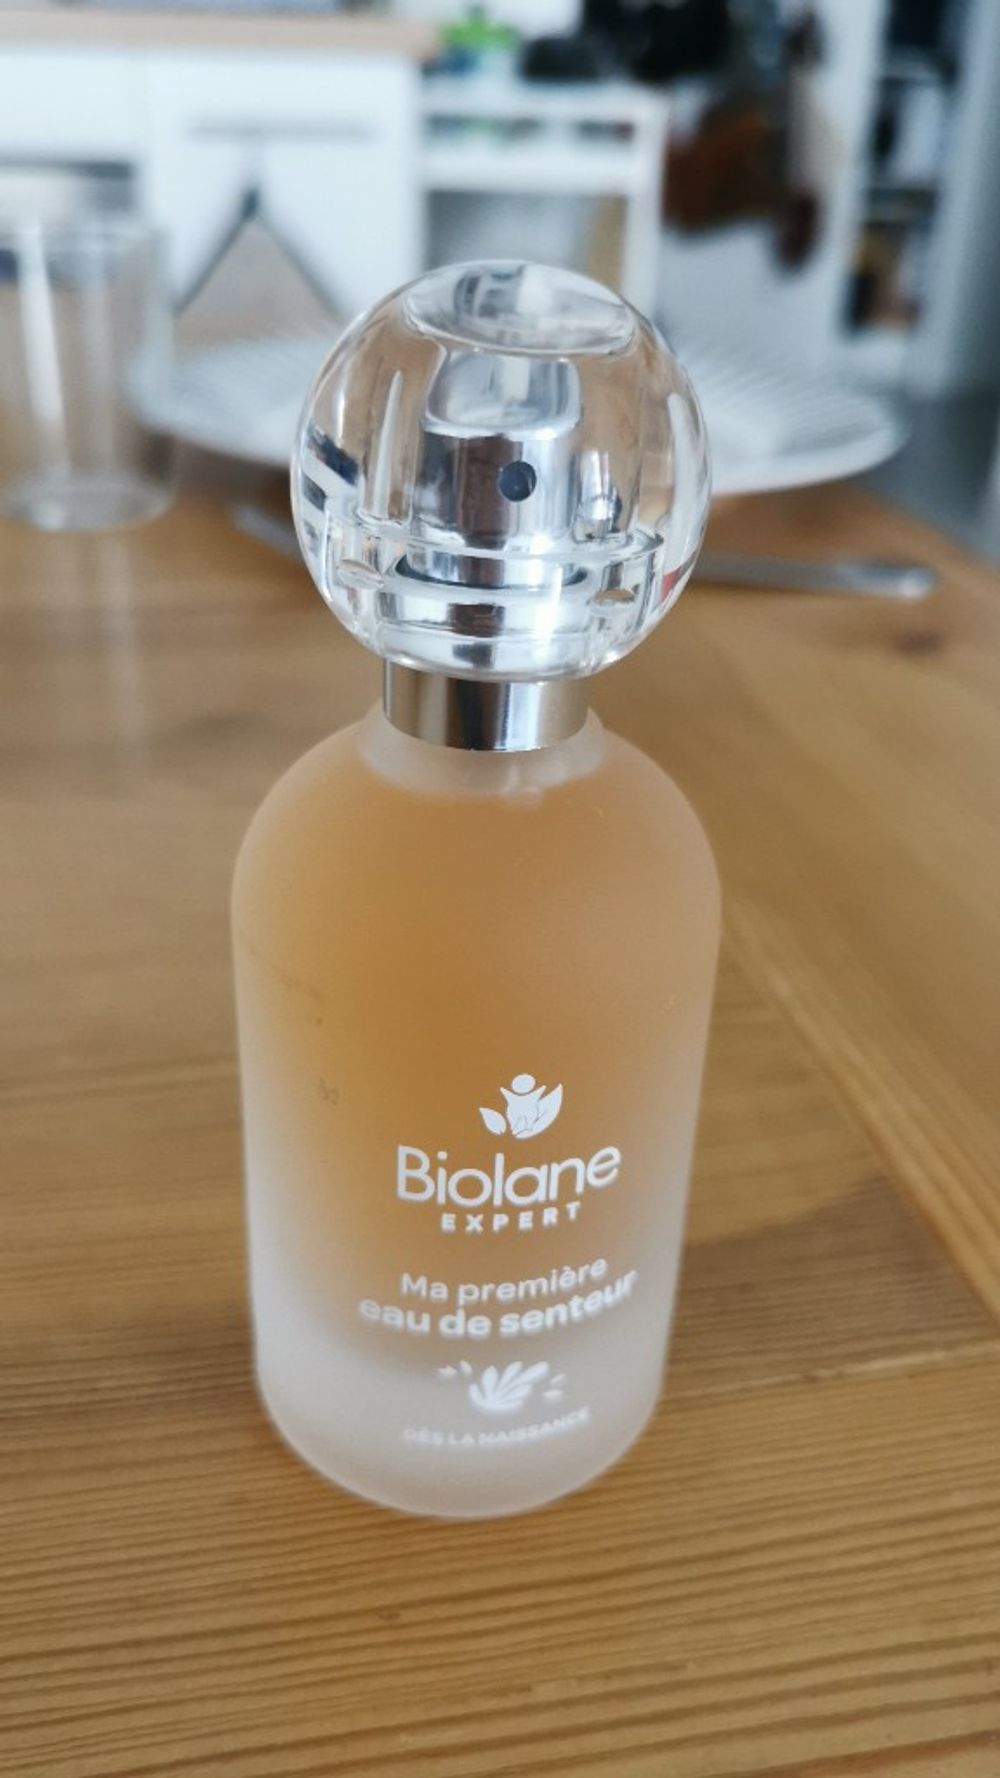 Biolane
EXPERT
Ma première
eau de senteur
DÈS LA NAISSANCE